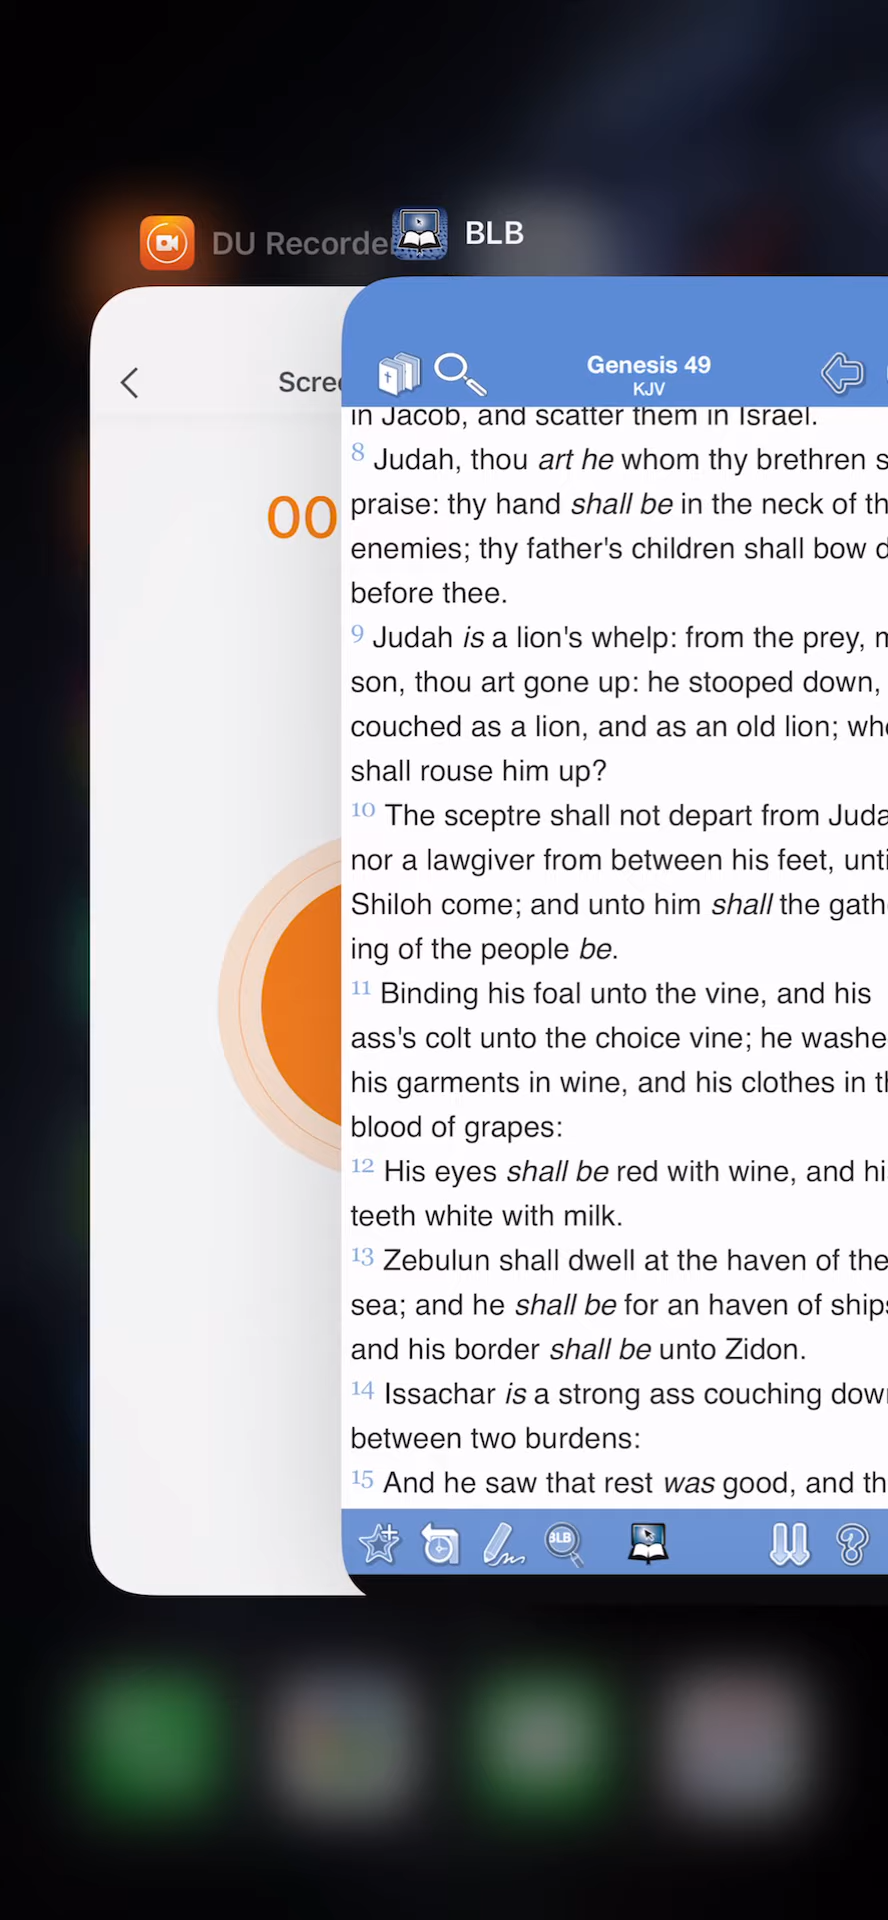 DU Recorde
BLB
Scree
Genesis 49
KJV
00
in Jacob, and scatter them in Israel.
8 Judah, thou art he whom thy brethren s
praise: thy hand shall be in the neck of th
enemies; thy father's children shall bow d
before thee.
9 Judah is a lion's whelp: from the prey, m
son, thou art gone up: he stooped down,
couched as a lion, and as an old lion; who
shall rouse him up?
10 The sceptre shall not depart from Juda
nor a lawgiver from between his feet, unti
Shiloh come; and unto him shall the gathe
ing of the people be.
11 Binding his foal unto the vine, and his
ass's colt unto the choice vine; he washe
his garments in wine, and his clothes in th
blood of grapes:
12 His eyes shall be red with wine, and his
teeth white with milk.
13 Zebulun shall dwell at the haven of the
sea; and he shall be for an haven of ships
and his border shall be unto Zidon.
14 Issachar is a strong ass couching down
between two burdens:
15 And he saw that rest was good, and th
BLB